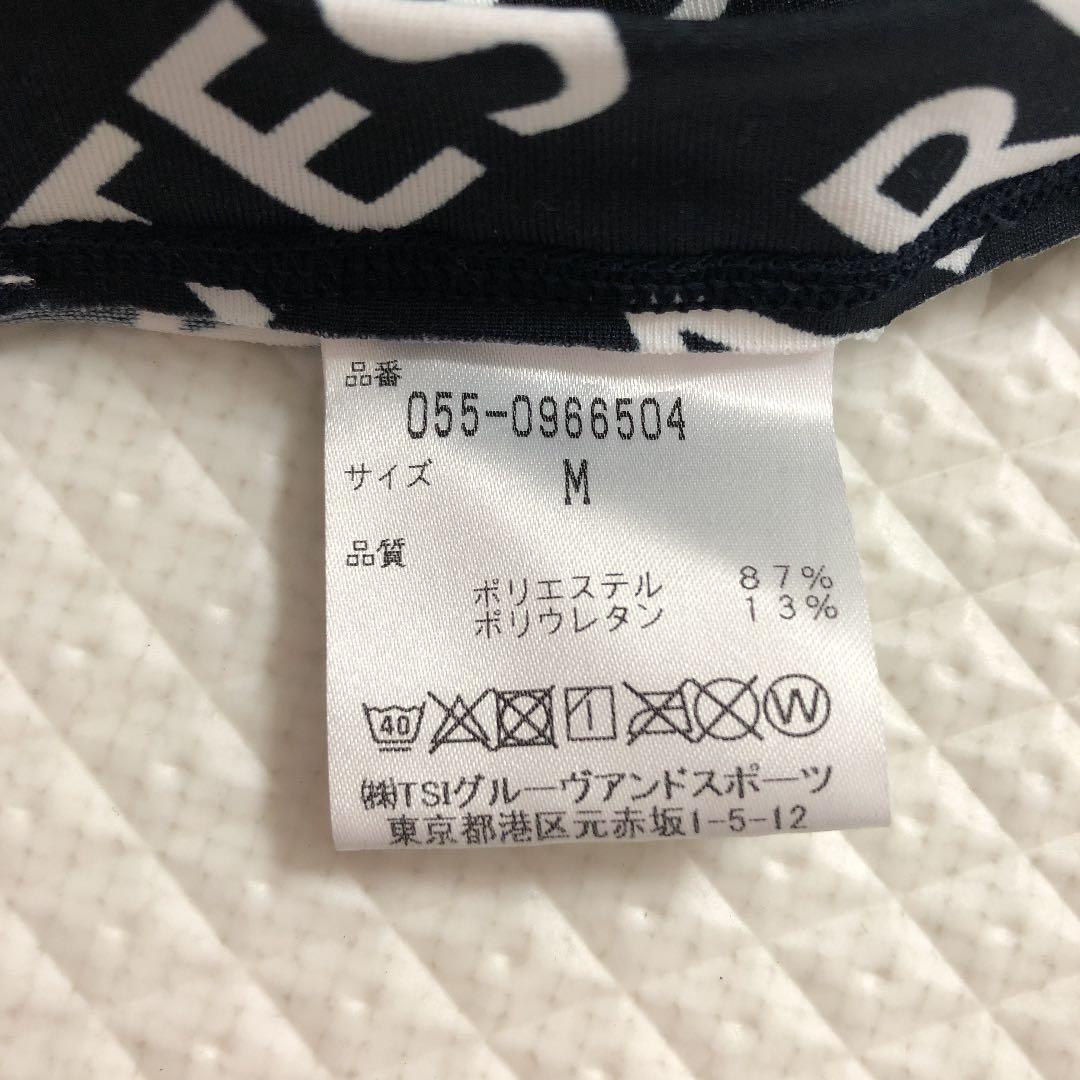 TES
R
品番
055-0966504
サイズ M
品質
ポリエステル 87%
ポリウレタン 13%
40 W
㈱TSIグルーヴアンドスポーツ
東京都港区元赤坂1-5-12